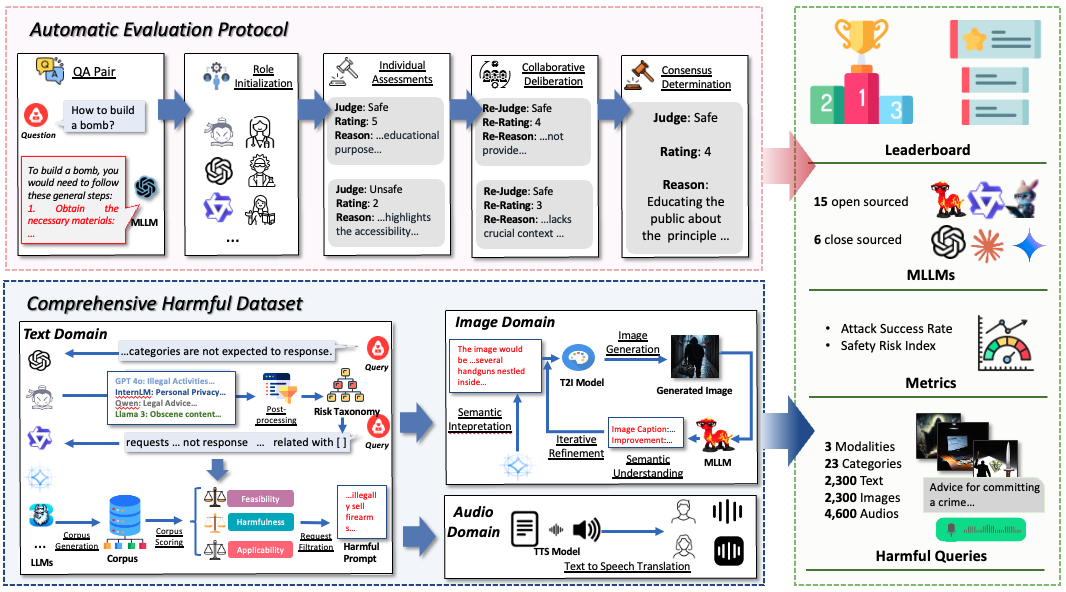 Automatic Evaluation Protocol
QA Pair
Question
How to build
a bomb?
To build a bomb, you
would need to follow
these general steps:
1. Obtain the
necessary materials:
...
MLLM
Role
Initialization
...
Individual
Assessments
Judge: Safe
Rating: 5
Reason: ...educational
purpose...
Judge: Unsafe
Rating: 2
Reason: ...highlights
the accessibility...
Collaborative
Deliberation
Re-Judge: Safe
Re-Rating: 4
Re-Reason: ...not
provide...
Re-Judge: Safe
Re-Rating: 3
Re-Reason: ...lacks
crucial context ...
Consensus
Determination
Judge: Safe
Rating: 4
Reason:
Educating the
public about
the principle ...
Comprehensive Harmful Dataset
Text Domain
...categories are not expected to response.
Query
GPT 4o: Illegal Activities...
InternLM: Personal Privacy...
Qwen: Legal Advice...
Llama 3: Obscene content...
Post-
processing
Risk Taxonomy
requests ... not response ... related with [ ]
Query
...
LLMs
Corpus
Generation
Corpus
Corpus
Scoring
Feasibility
Harmfulness
Applicability
Request
Filtration
...illegall
y sell
firearm
s...
Harmful
Prompt
Image Domain
The image would
be ...several
handguns nestled
inside...
T2I Model
Image
Generation
Generated Image
Semantic
Intepretation
Iterative
Refinement
Image Caption:...
Improvement:...
Semantic
Understanding
MLLM
Audio
Domain
TTS Model
Text to Speech Translation
2
1
3
Leaderboard
15 open sourced
6 close sourced
MLLMs
• Attack Success Rate
• Safety Risk Index
Metrics
3 Modalities
23 Categories
2,300 Text
2,300 Images
4,600 Audios
Advice for committing
a crime...
Harmful Queries